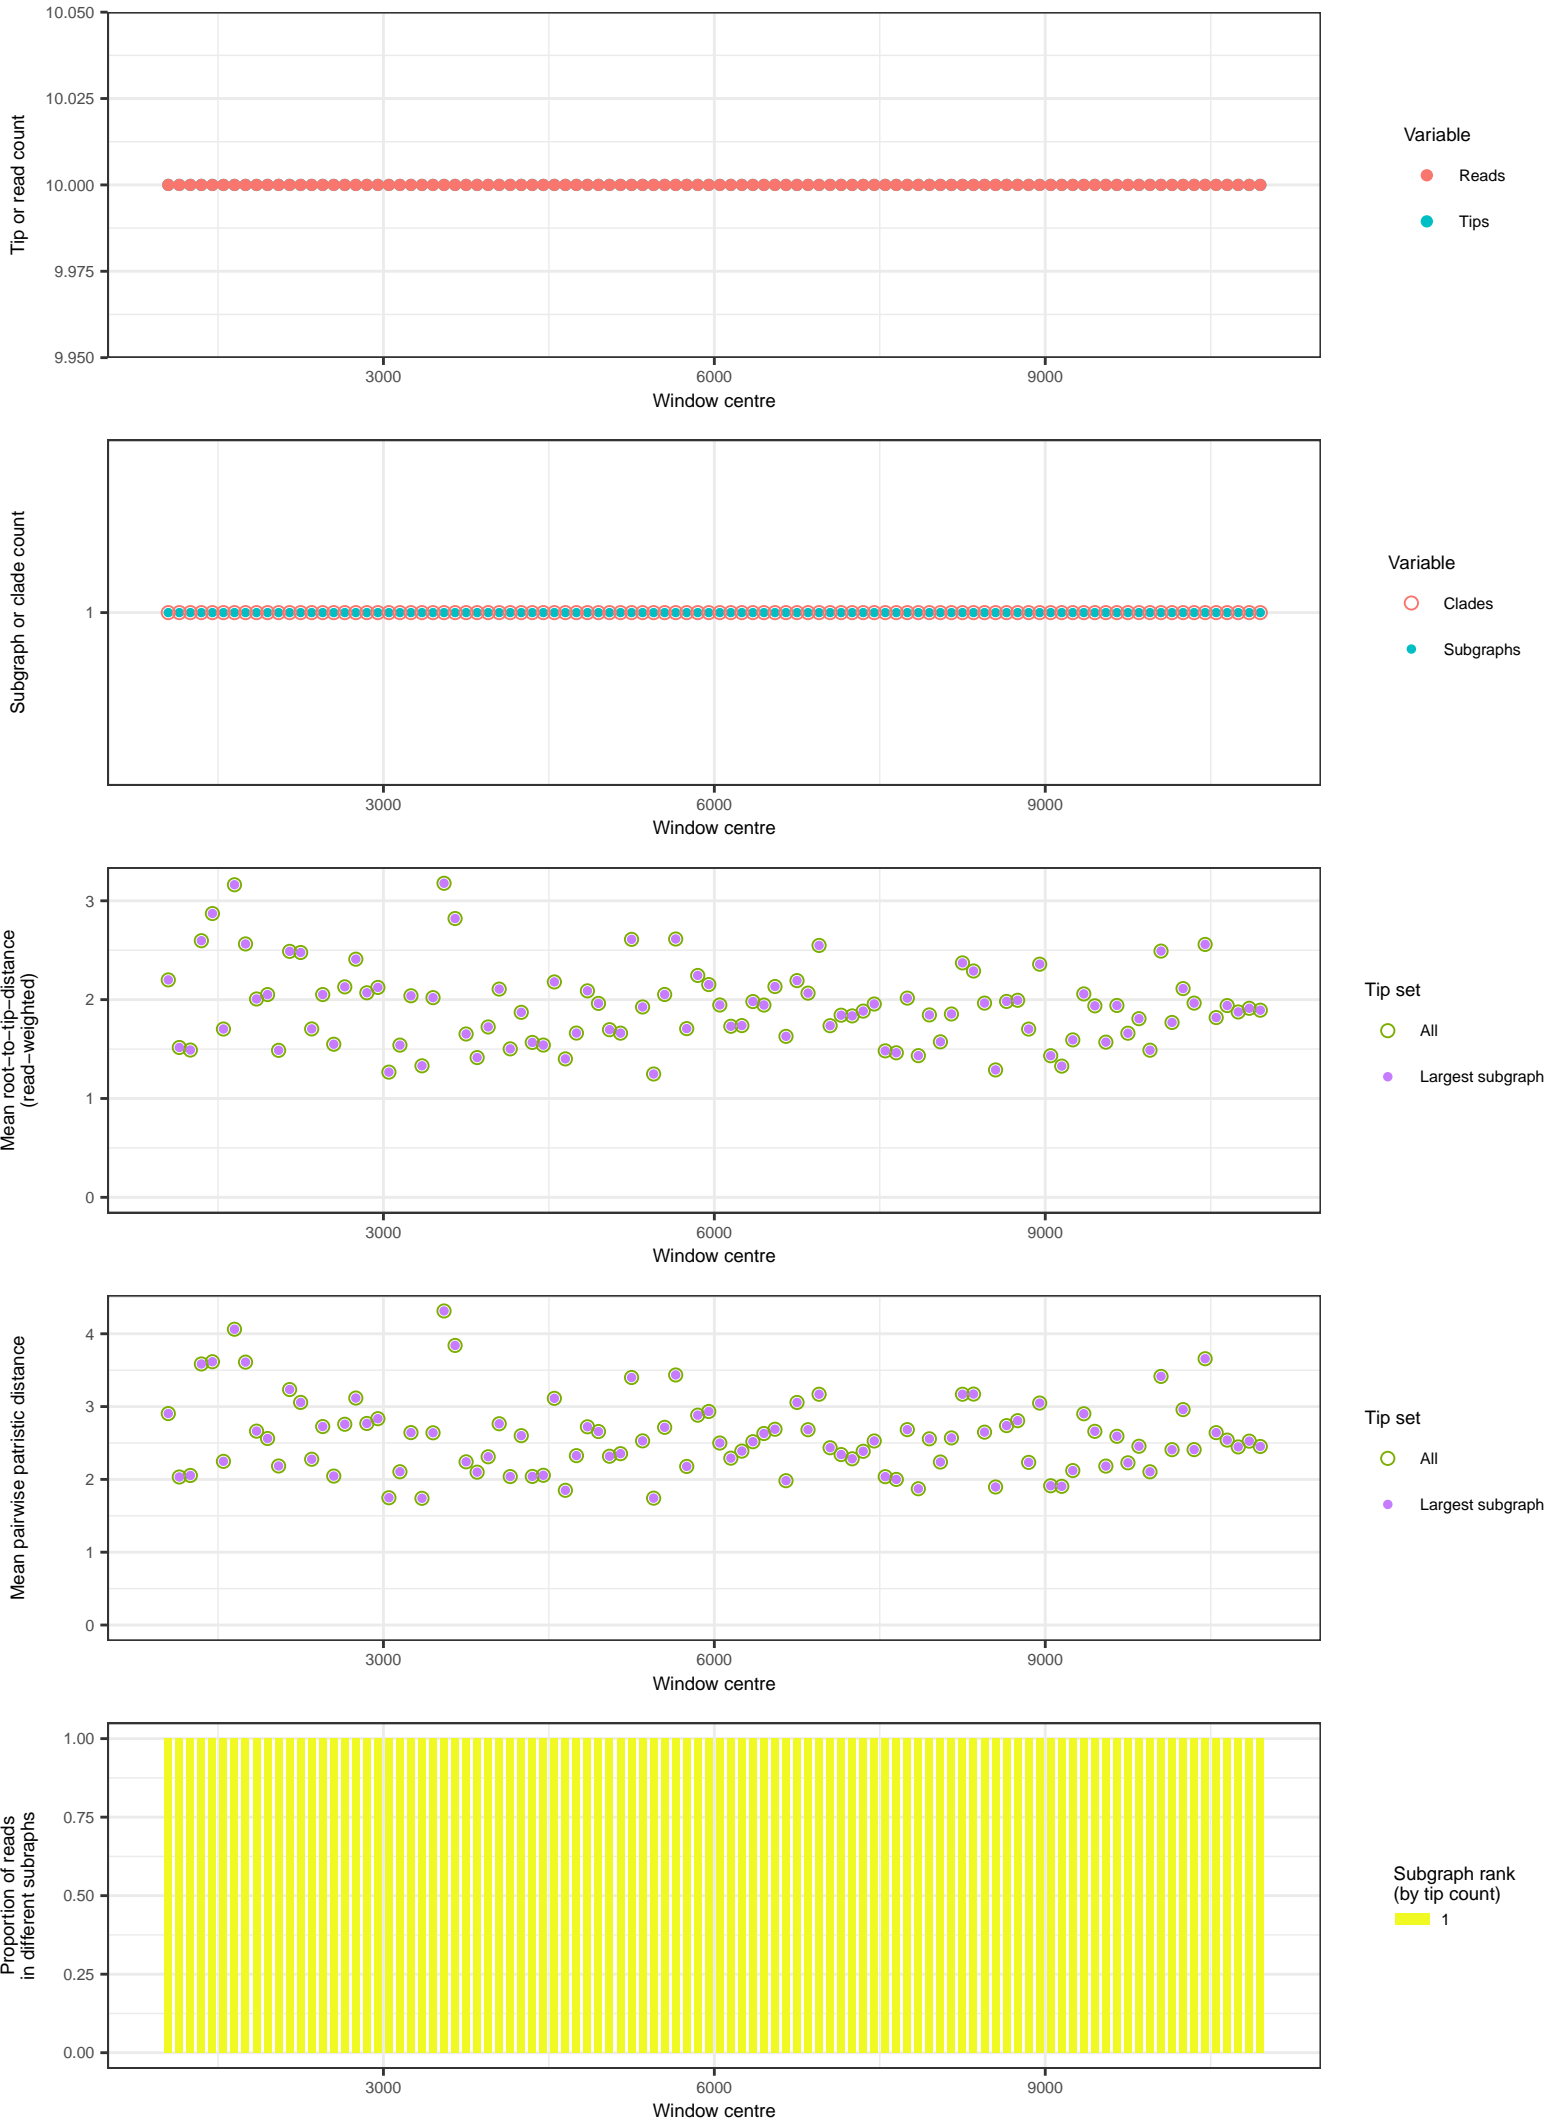 10.050
10.025
10.000
9.975
9.950
Tip or read count
3000
6000
9000
Window centre
Variable
Reads
Tips
1
Subgraph or clade count
3000
6000
9000
Window centre
Variable
Clades
Subgraphs
3
2
1
0
Mean root−to−tip−distance
(read−weighted)
3000
6000
9000
Window centre
Tip set
All
Largest subgraph
4
3
2
1
0
Mean pairwise patristic distance
3000
6000
9000
Window centre
Tip set
All
Largest subgraph
1.00
0.75
0.50
0.25
0.00
Proportion of reads
in different subraphs
3000
6000
9000
Window centre
Subgraph rank
(by tip count)
1